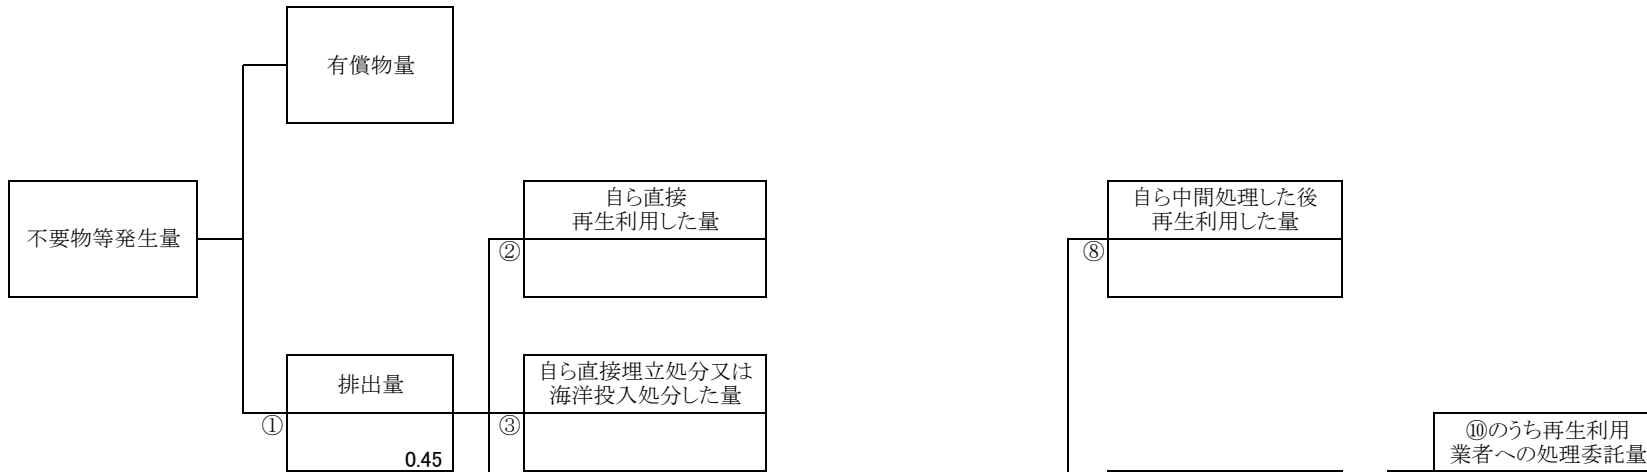 有償物量
不要物等発生量
自ら直接
再生利用した量
②
自ら中間処理した後
再生利用した量
⑧
排出量
①
0.45
自ら直接埋立処分又は
海洋投入処分した量
③
⑩のうち再生利用
業者への処理委託量